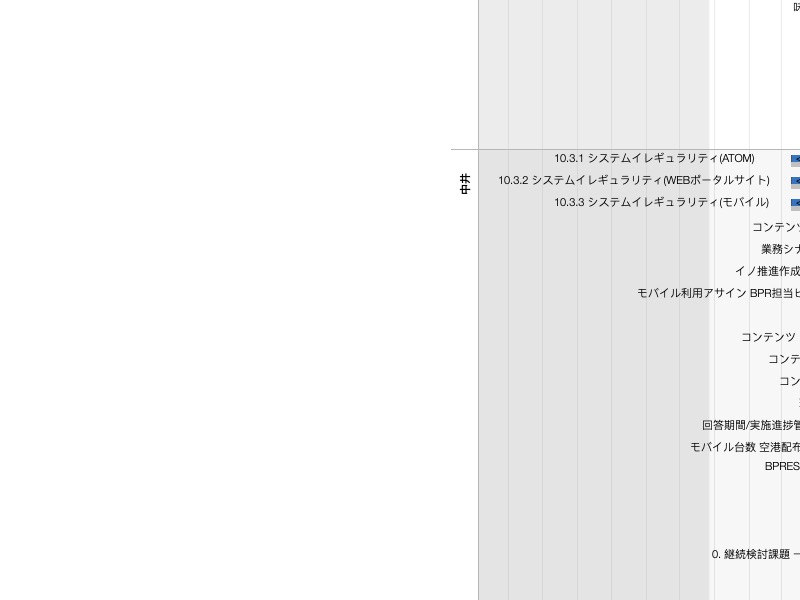 10.3.1 システムイレギュラリティ(ATOM)
中井
10.3.2 システムイレギュラリティ(WEBポータルサイト)
10.3.3 システムイレギュラリティ(モバイル)
コンテンツ
業務シナ
イノ推進作成
モバイル利用アサイン BPR担当ヒ
コンテンツ
コンテ
コン
回答期間/実施進捗管
モバイル台数 空港配布
BPRES
0. 継続検討課題 ー